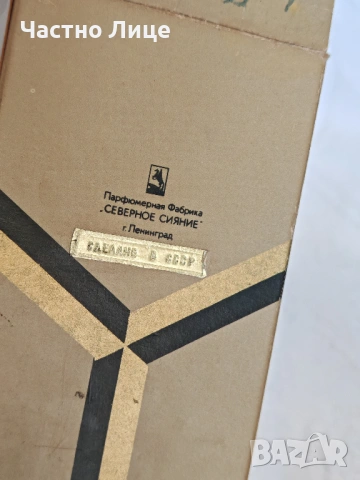 Частно Лице
Парфюмерная Фабрика
„СЕВЕРНОЕ СИЯНИЕ"
г. Ленинград
СДЕЛАНО В СССР
bazar